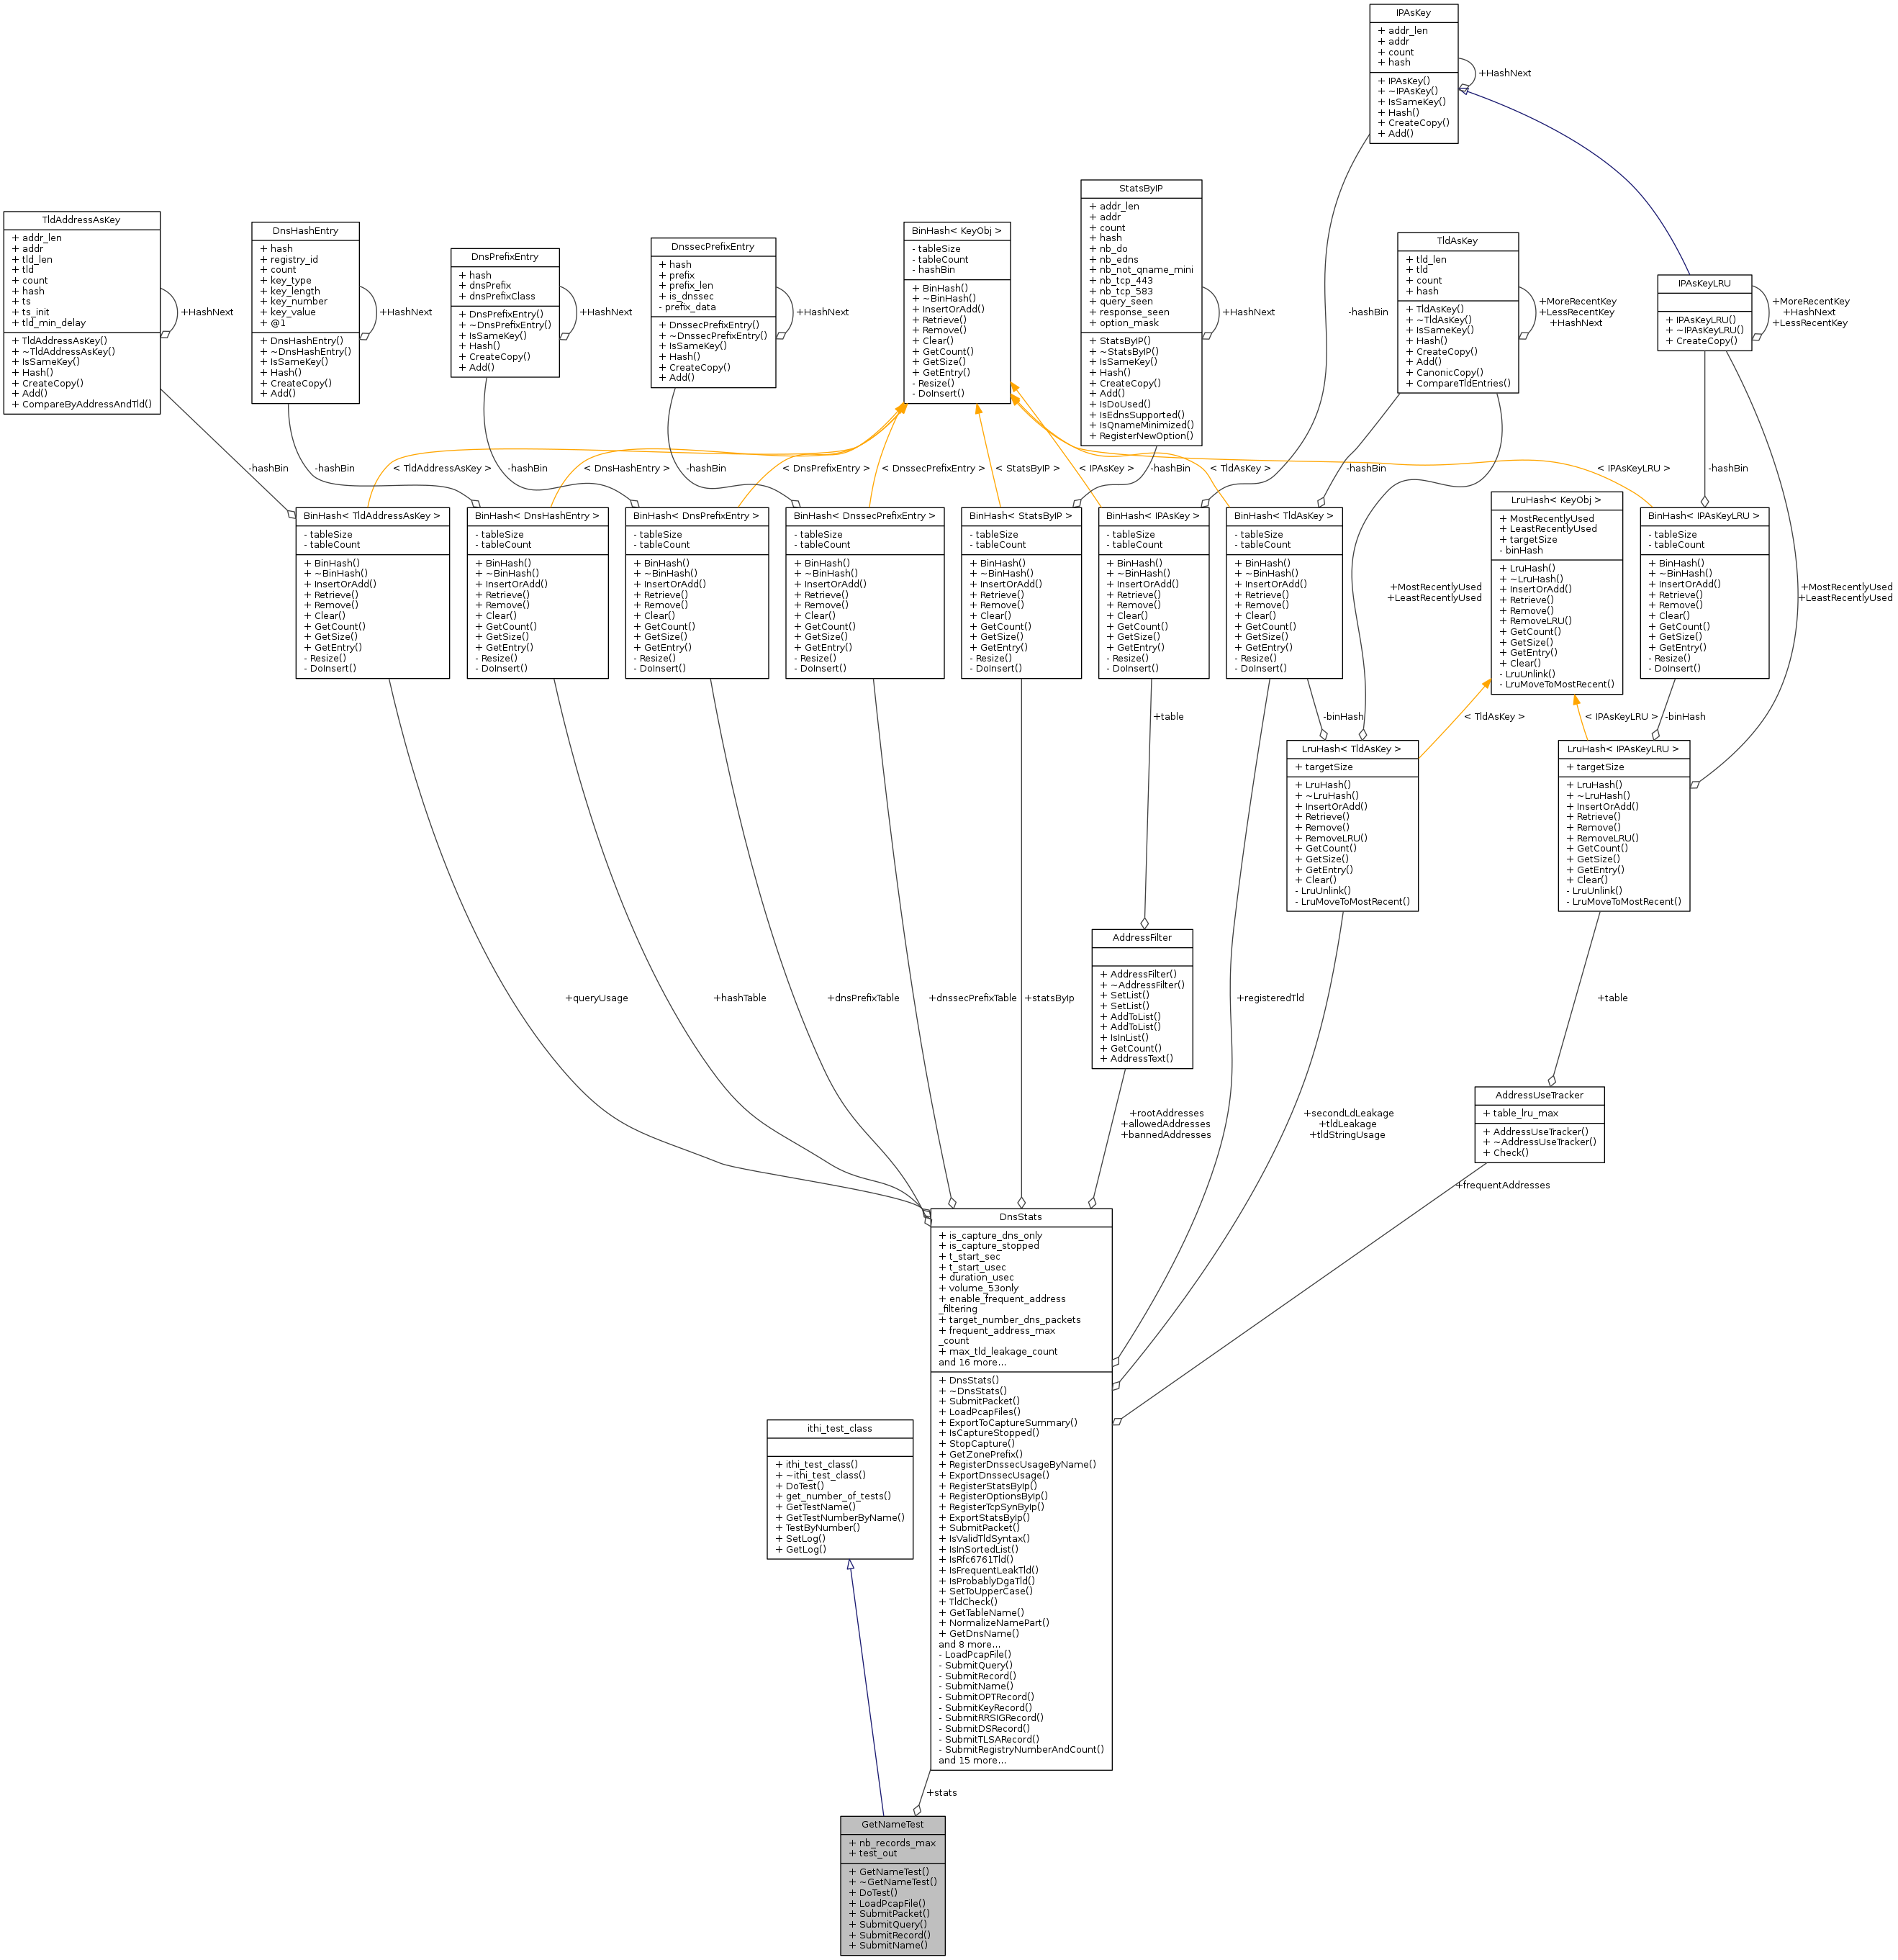 IPAsKey
+ addr_len
+ addr
+ count
+ hash
+ IPAsKey()
+ ~IPAsKey()
+ IsSameKey()
+ Hash()
+ CreateCopy()
+ Add()
+HashNext
StatsByIP
+ addr_len
+ addr
+ count
+ hash
+ nb_do
+ nb_edns
+ nb_not_qname_mini
+ nb_tcp_443
+ nb_tcp_583
+ query_seen
+ response_seen
+ option_mask
+ StatsByIP()
+ ~StatsByIP()
+ IsSameKey()
+ Hash()
+ CreateCopy()
+ Add()
+ IsDoUsed()
+ IsEdnsSupported()
+ IsQnameMinimized()
+ RegisterNewOption()
+HashNext
TldAddressAsKey
+ addr_len
+ addr
+ tld_len
+ tld
+ count
+ hash
+ ts
+ ts_init
+ tld_min_delay
+ TldAddressAsKey()
+ ~TldAddressAsKey()
+ IsSameKey()
+ Hash()
+ CreateCopy()
+ Add()
+ CompareByAddressAndTld()
+HashNext
DnsHashEntry
+ hash
+ registry_id
+ count
+ key_type
+ key_length
+ key_number
+ key_value
+ @1
+ DnsHashEntry()
+ ~DnsHashEntry()
+ IsSameKey()
+ Hash()
+ CreateCopy()
+ Add()
+HashNext
DnsPrefixEntry
+ hash
+ dnsPrefix
+ dnsPrefixClass
+ DnsPrefixEntry()
+ ~DnsPrefixEntry()
+ IsSameKey()
+ Hash()
+ CreateCopy()
+ Add()
+HashNext
DnssecPrefixEntry
+ hash
+ prefix
+ prefix_len
+ is_dnssec
- prefix_data
+ DnssecPrefixEntry()
+ ~DnssecPrefixEntry()
+ IsSameKey()
+ Hash()
+ CreateCopy()
+ Add()
+HashNext
BinHash< KeyObj >
- tableSize
- tableCount
- hashBin
+ BinHash()
+ ~BinHash()
+ InsertOrAdd()
+ Retrieve()
+ Remove()
+ Clear()
+ GetCount()
+ GetSize()
+ GetEntry()
- Resize()
- DoInsert()
TldAsKey
+ tld_len
+ tld
+ count
+ hash
+ TldAsKey()
+ ~TldAsKey()
+ IsSameKey()
+ Hash()
+ CreateCopy()
+ Add()
+ CanonicCopy()
+ CompareTldEntries()
+MoreRecentKey
+LessRecentKey
+HashNext
IPAsKeyLRU
+ IPAsKeyLRU()
+ ~IPAsKeyLRU()
+ CreateCopy()
+MoreRecentKey
+HashNext
+LessRecentKey
-hashBin
-hashBin
< TldAddressAsKey >
-hashBin
< DnsHashEntry >
-hashBin
< DnsPrefixEntry >
-hashBin
< DnssecPrefixEntry >
< StatsByIP >
< IPAsKey >
-hashBin
< TldAsKey >
-hashBin
< IPAsKeyLRU >
-hashBin
BinHash< TldAddressAsKey >
- tableSize
- tableCount
+ BinHash()
+ ~BinHash()
+ InsertOrAdd()
+ Retrieve()
+ Remove()
+ Clear()
+ GetCount()
+ GetSize()
+ GetEntry()
- Resize()
- DoInsert()
BinHash< DnsHashEntry >
- tableSize
- tableCount
+ BinHash()
+ ~BinHash()
+ InsertOrAdd()
+ Retrieve()
+ Remove()
+ Clear()
+ GetCount()
+ GetSize()
+ GetEntry()
- Resize()
- DoInsert()
BinHash< DnsPrefixEntry >
- tableSize
- tableCount
+ BinHash()
+ ~BinHash()
+ InsertOrAdd()
+ Retrieve()
+ Remove()
+ Clear()
+ GetCount()
+ GetSize()
+ GetEntry()
- Resize()
- DoInsert()
BinHash< DnssecPrefixEntry >
- tableSize
- tableCount
+ BinHash()
+ ~BinHash()
+ InsertOrAdd()
+ Retrieve()
+ Remove()
+ Clear()
+ GetCount()
+ GetSize()
+ GetEntry()
- Resize()
- DoInsert()
BinHash< StatsByIP >
- tableSize
- tableCount
+ BinHash()
+ ~BinHash()
+ InsertOrAdd()
+ Retrieve()
+ Remove()
+ Clear()
+ GetCount()
+ GetSize()
+ GetEntry()
- Resize()
- DoInsert()
BinHash< IPAsKey >
- tableSize
- tableCount
+ BinHash()
+ ~BinHash()
+ InsertOrAdd()
+ Retrieve()
+ Remove()
+ Clear()
+ GetCount()
+ GetSize()
+ GetEntry()
- Resize()
- DoInsert()
BinHash< TldAsKey >
- tableSize
- tableCount
+ BinHash()
+ ~BinHash()
+ InsertOrAdd()
+ Retrieve()
+ Remove()
+ Clear()
+ GetCount()
+ GetSize()
+ GetEntry()
- Resize()
- DoInsert()
LruHash< KeyObj >
+ MostRecentlyUsed
+ LeastRecentlyUsed
+ targetSize
- binHash
+ LruHash()
+ ~LruHash()
+ InsertOrAdd()
+ Retrieve()
+ Remove()
+ RemoveLRU()
+ GetCount()
+ GetSize()
+ GetEntry()
+ Clear()
- LruUnlink()
- LruMoveToMostRecent()
BinHash< IPAsKeyLRU >
- tableSize
- tableCount
+ BinHash()
+ ~BinHash()
+ InsertOrAdd()
+ Retrieve()
+ Remove()
+ Clear()
+ GetCount()
+ GetSize()
+ GetEntry()
- Resize()
- DoInsert()
+MostRecentlyUsed
+LeastRecentlyUsed
+MostRecentlyUsed
+LeastRecentlyUsed
+table
-binHash
< TldAsKey >
< IPAsKeyLRU >
-binHash
LruHash< TldAsKey >
+ targetSize
+ LruHash()
+ ~LruHash()
+ InsertOrAdd()
+ Retrieve()
+ Remove()
+ RemoveLRU()
+ GetCount()
+ GetSize()
+ GetEntry()
+ Clear()
- LruUnlink()
- LruMoveToMostRecent()
LruHash< IPAsKeyLRU >
+ targetSize
+ LruHash()
+ ~LruHash()
+ InsertOrAdd()
+ Retrieve()
+ Remove()
+ RemoveLRU()
+ GetCount()
+ GetSize()
+ GetEntry()
+ Clear()
- LruUnlink()
- LruMoveToMostRecent()
AddressFilter
+ AddressFilter()
+ ~AddressFilter()
+ SetList()
+ SetList()
+ AddToList()
+ AddToList()
+ IsInList()
+ GetCount()
+ AddressText()
+queryUsage
+hashTable
+dnsPrefixTable
+dnssecPrefixTable
+statsByIp
+registeredTld
+table
AddressUseTracker
+ table_lru_max
+ AddressUseTracker()
+ ~AddressUseTracker()
+ Check()
+rootAddresses
+allowedAddresses
+bannedAddresses
+secondLdLeakage
+tldLeakage
+tldStringUsage
+frequentAddresses
DnsStats
+ is_capture_dns_only
+ is_capture_stopped
+ t_start_sec
+ t_start_usec
+ duration_usec
+ volume_53only
+ enable_frequent_address
_filtering
+ target_number_dns_packets
+ frequent_address_max
_count
+ max_tld_leakage_count
and 16 more...
+ DnsStats()
+ ~DnsStats()
+ SubmitPacket()
+ LoadPcapFiles()
+ ExportToCaptureSummary()
+ IsCaptureStopped()
+ StopCapture()
+ GetZonePrefix()
+ RegisterDnssecUsageByName()
+ ExportDnssecUsage()
+ RegisterStatsByIp()
+ RegisterOptionsByIp()
+ RegisterTcpSynByIp()
+ ExportStatsByIp()
+ SubmitPacket()
+ IsValidTldSyntax()
+ IsInSortedList()
+ IsRfc6761Tld()
+ IsFrequentLeakTld()
+ IsProbablyDgaTld()
+ SetToUpperCase()
+ TldCheck()
+ GetTableName()
+ NormalizeNamePart()
+ GetDnsName()
and 8 more...
- LoadPcapFile()
- SubmitQuery()
- SubmitRecord()
- SubmitName()
- SubmitOPTRecord()
- SubmitKeyRecord()
- SubmitRRSIGRecord()
- SubmitDSRecord()
- SubmitTLSARecord()
- SubmitRegistryNumberAndCount()
and 15 more...
ithi_test_class
+ ithi_test_class()
+ ~ithi_test_class()
+ DoTest()
+ get_number_of_tests()
+ GetTestName()
+ GetTestNumberByName()
+ TestByNumber()
+ SetLog()
+ GetLog()
+stats
GetNameTest
+ nb_records_max
+ test_out
+ GetNameTest()
+ ~GetNameTest()
+ DoTest()
+ LoadPcapFile()
+ SubmitPacket()
+ SubmitQuery()
+ SubmitRecord()
+ SubmitName()